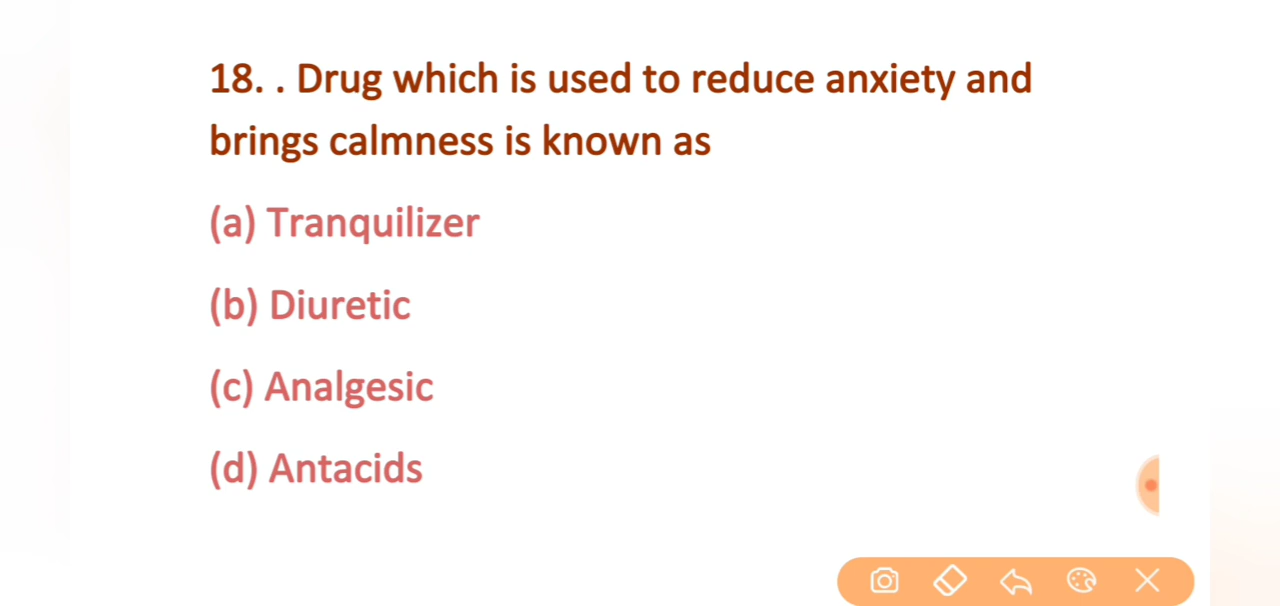 18. . Drug which is used to reduce anxiety and
brings calmness is known as
(a) Tranquilizer
(b) Diuretic
(c) Analgesic
(d) Antacids